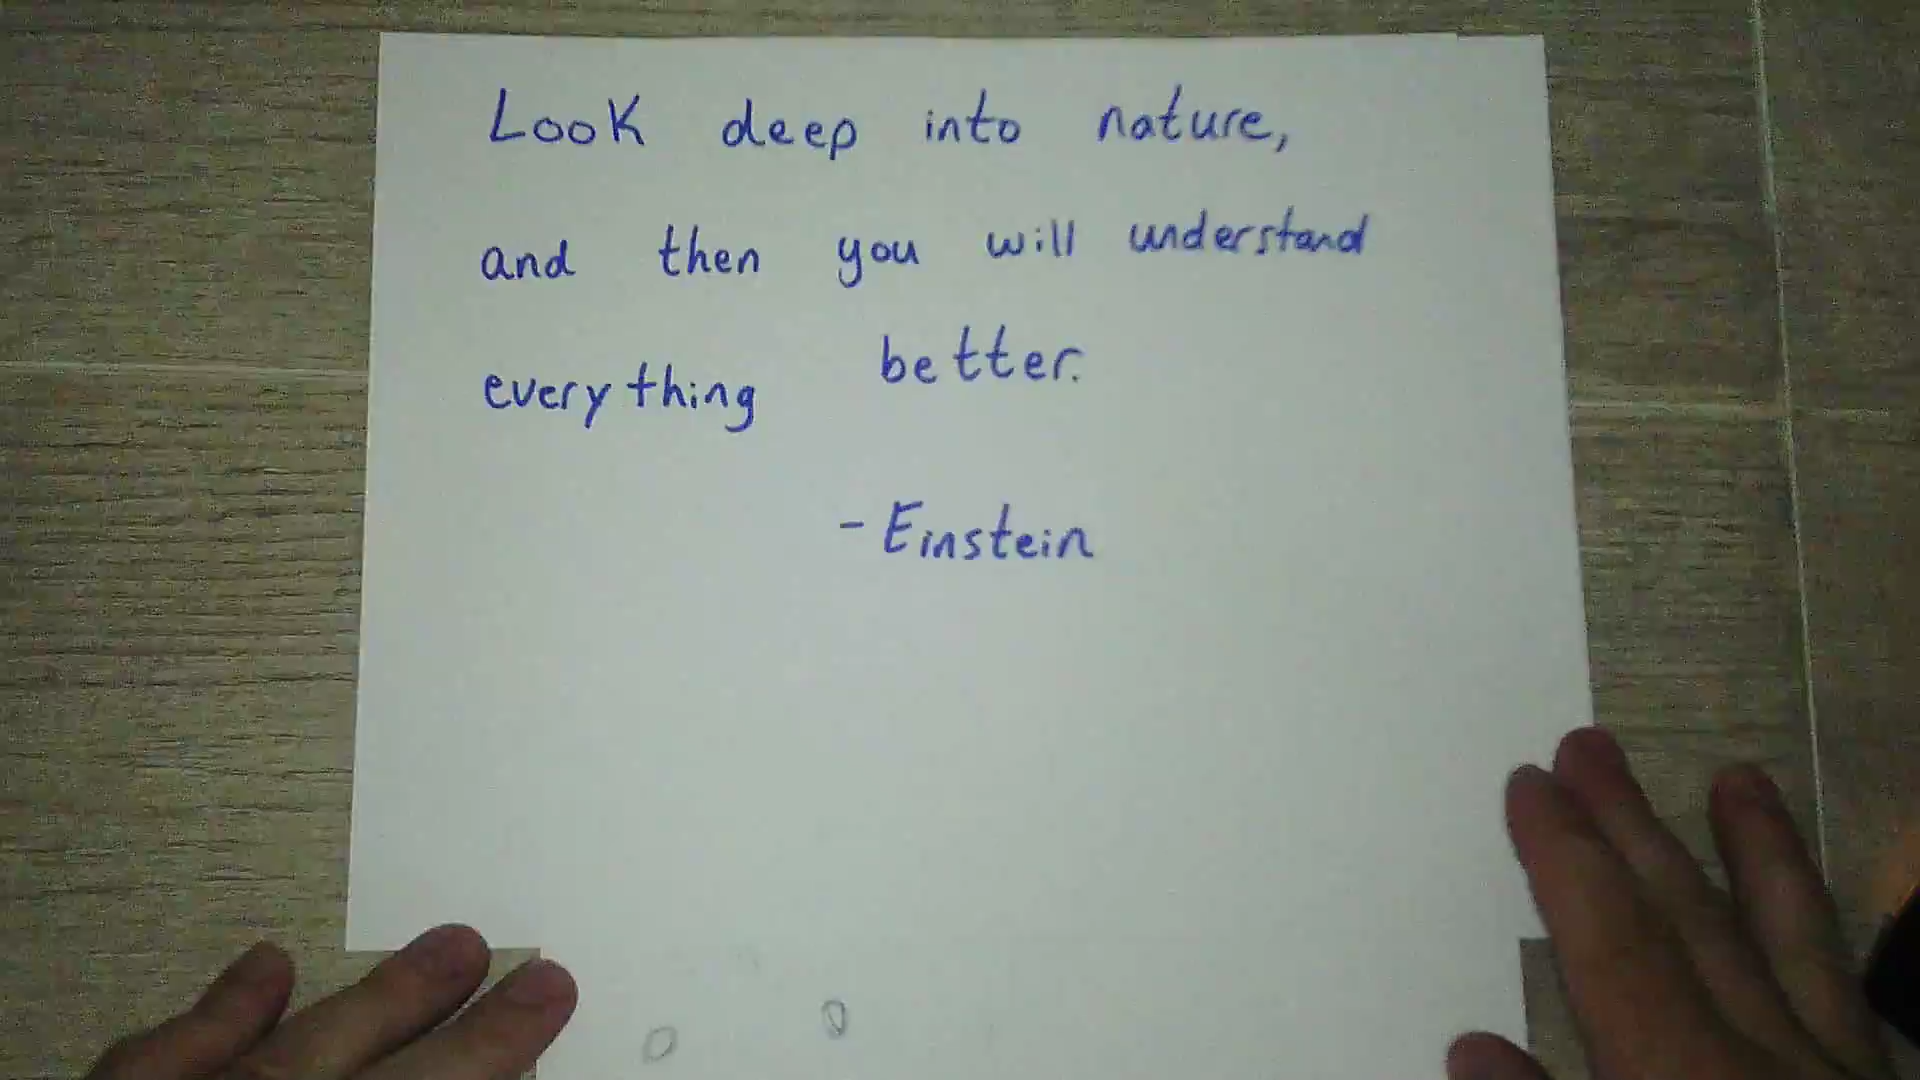 Look deep into nature,
and then you will understand
everything better.
- Einstein